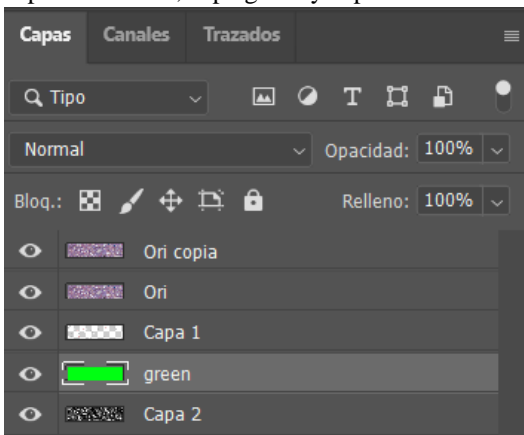 Capas Canales Trazados
Tipo T
Normal Opacidad: 100%
Bloq.: Relleno: 100%
Ori copia
Ori
Capa 1
green
Capa 2